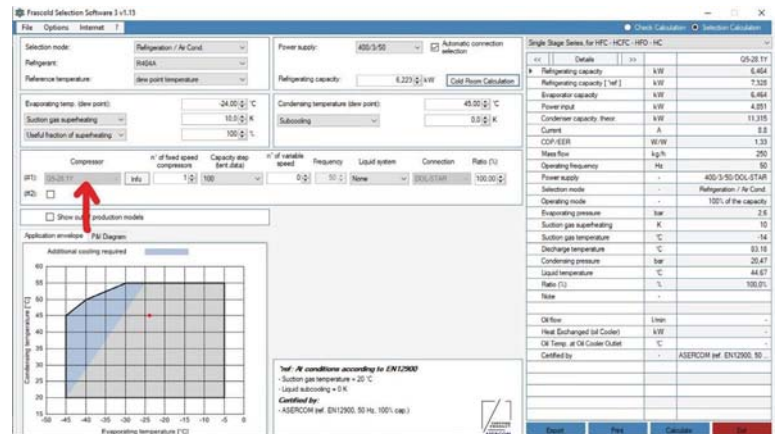 Frascold Selection Software 3 v1.15
File Options Internet ?
Check Calculation Selection Calculation
Selection mode: Refrigeration / Air Cond.
Refrigerant: R404A
Reference temperature: dew point temperature
Power supply: 400/3/50 Automatic connection selection
Refrigerating capacity: 6,223 kW Cold Room Calculation
Evaporating temp. (dew point): -24,00 °C
Suction gas superheating 10,0 K
Useful fraction of superheating 100 %
Condensing temperature (dew point): 45,00 °C
Subcooling 0,0 K
Compressor n° of fixed speed compressors Capacity step (ent.data) n° of variable speed Frequency Liquid system Connection Ratio (%)
(#1): Q5-28.1Y Info 1 100 0 50 None DOL-STAR 100,00
(#2):
Show out of production models
Application envelope P&I Diagram
Additional cooling required
Condensing temperature [°C]
60
55
50
45
40
35
30
25
20
15
-50 -45 -40 -35 -30 -25 -20 -15 -10 -5 0
Evaporating temperature [°C]
*ref: At conditions according to EN12900
- Suction gas temperature = 20 °C
- Liquid subcooling = 0 K
Certified by:
- ASERCOM (ref. EN12900, 50 Hz, 100% cap.)
Single Stage Series, for HFC - HCFC - HFO - HC
<< Details >> Q5-28.1Y
Refrigerating capacity kW 6,464
Refrigerating capacity [*ref.] kW 7,328
Evaporator capacity kW 6,464
Power input kW 4,851
Condenser capacity, theor. kW 11,315
Current A 8.8
COP/EER W/W 1,33
Mass flow kg/h 250
Operating frequency Hz 50
Power supply - 400/3/50/DOL-STAR
Selection mode - Refrigeration / Air Cond.
Operating mode - 100% of the capacity
Evaporating pressure bar 2,6
Suction gas superheating K 10
Suction gas temperature °C -14
Discharge temperature °C 83.18
Condensing pressure bar 20,47
Liquid temperature °C 44.67
Ratio (%) % 100,0%
Note -
Oil flow l/min -
Heat Exchanged (oil Cooler) kW -
Oil Temp. at Oil Cooler Outlet °C -
Certified by - ASERCOM (ref. EN12900, 50 ...
Export Print Calculate Exit